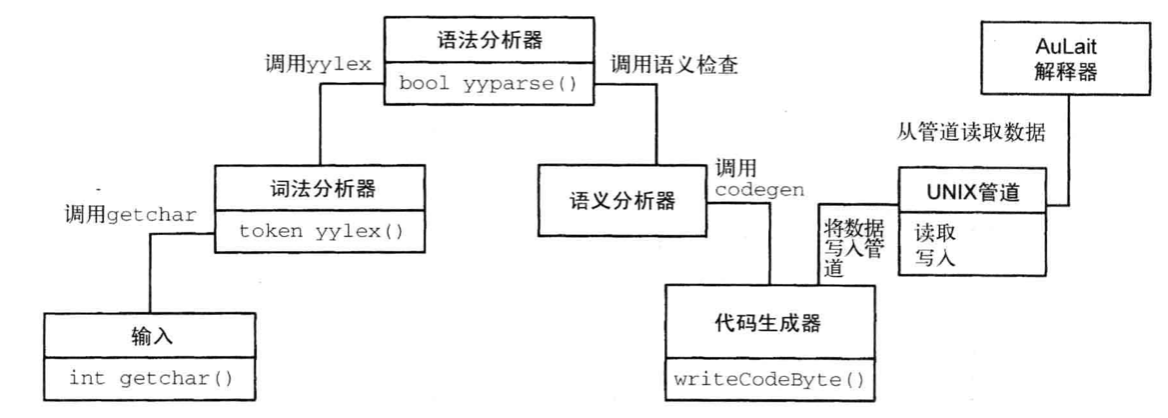 语法分析器
bool yyparse()
调用yylex
调用语义检查
AuLait
解释器
从管道读取数据
词法分析器
token yylex()
调用getchar
语义分析器
调用
codegen
UNIX管道
读取
写入
将数据
写入管
道
输入
int getchar()
代码生成器
writeCodeByte()